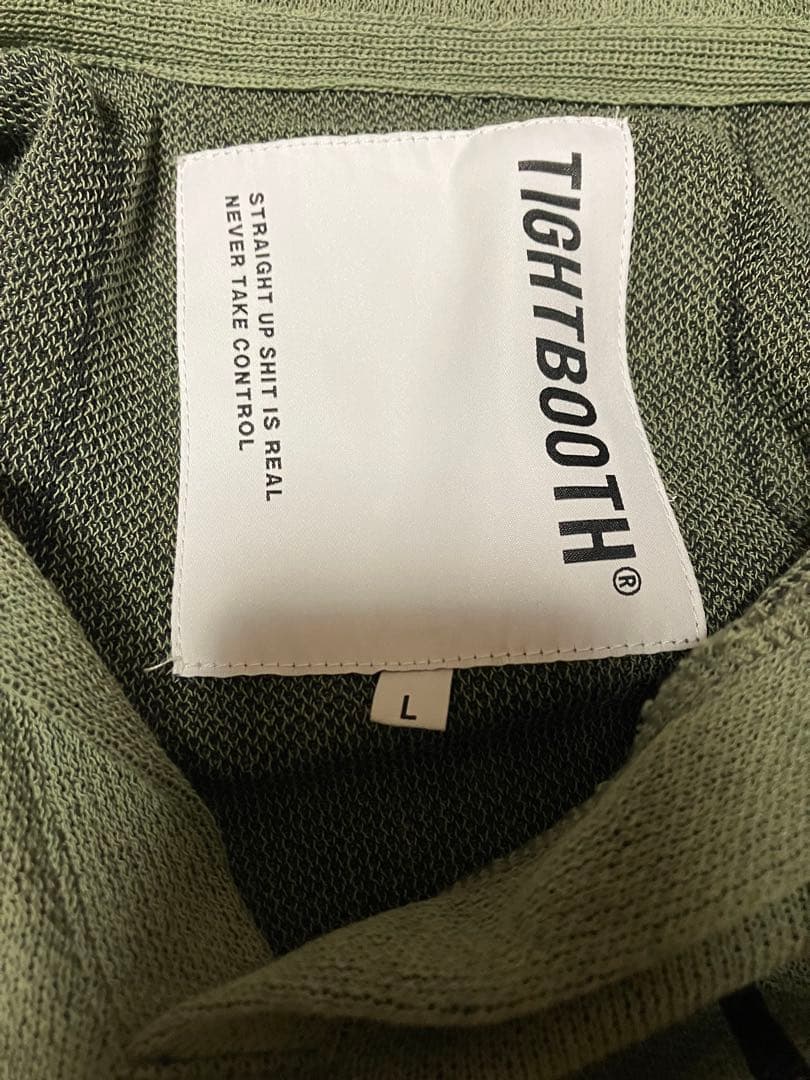 TIGHTBOOTH®
STRAIGHT UP SHIT IS REAL
NEVER TAKE CONTROL
L